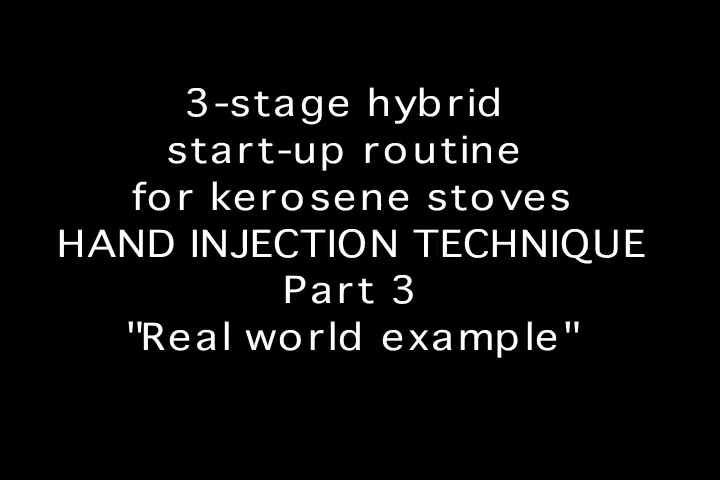 3-stage hybrid
start-up routine
for kerosene stoves
HAND INJECTION TECHNIQUE
Part 3
"Real world example"